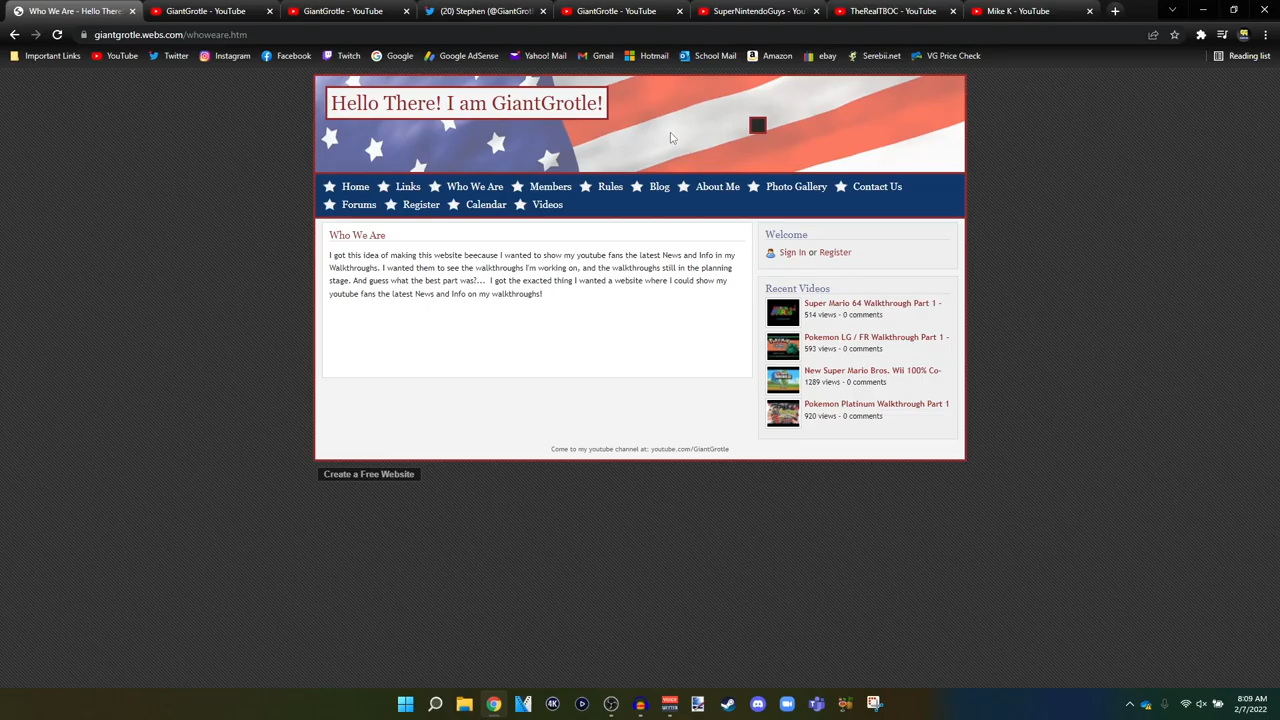 Hello There! I a
GiantGrotle - YouTube
(20) Stephen (@GiantGrotle)
SuperNintendoGuys - YouTube
TheRealTBOC - YouTube
Mike K - YouTube
giantgrotle.webs.com/whoweare.htm
Important Links
YouTube
Twitter
Instagram
Facebook
Twitch
Google
Google AdSense
Gmail
Hotmail
School Mail
Amazon
ebay
Serebii.net
VG Price Check
Reading list
Hello There! I am GiantGrotle!
Home Links Who We Are Members Rules Blog About Me Photo Gallery Contact Us
Forums Register Calendar Videos
Who We Are
I got this idea of making this website beecause I wanted to show my youtube fans the latest News and Info in my
Walkthroughs. I wanted them to see the walkthroughs I'm working on, and the walkthroughs still in the planning
stage. And guess what the best part was?... I got the exacted thing I wanted a website where I could show my
youtube fans the latest News and Info on my walkthroughs!
Welcome
Sign In or Register
Recent Videos
Super Mario 64 Walkthrough Part 1 -
514 views - 0 comments
Pokemon LG / FR Walkthrough Part 1 -
593 views - 0 comments
New Super Mario Bros. Wii 100% Co-
1289 views - 0 comments
Pokemon Platinum Walkthrough Part 1
920 views - 0 comments
Come to my youtube channel at: youtube.com/GiantGrotle
Create a Free Website
4K
8:09 AM
2/7/2022